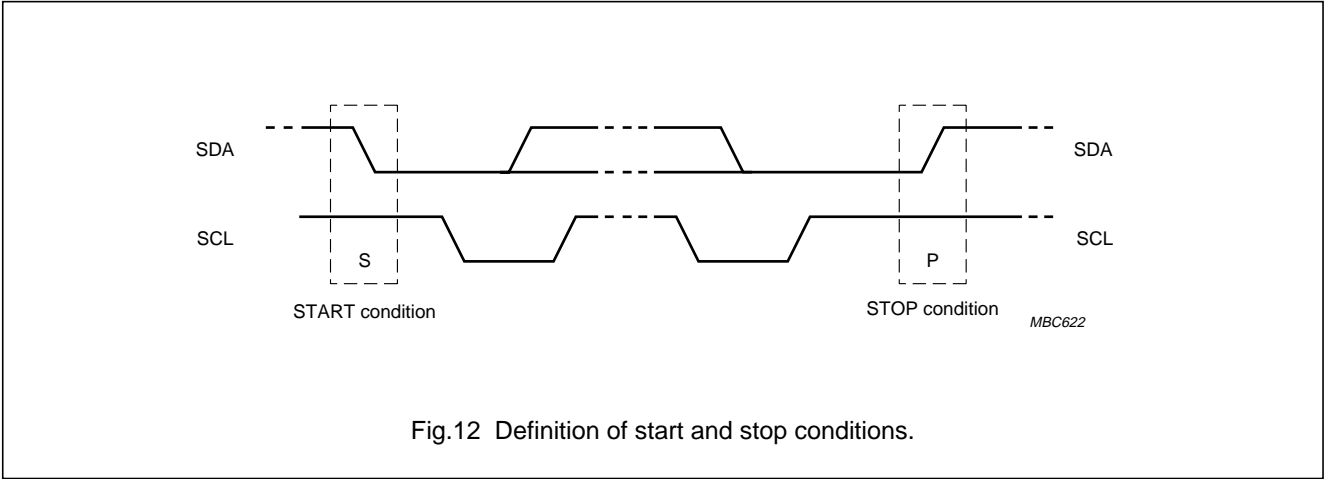 SDA
SDA
SCL
SCL
S
P
START condition
STOP condition
MBC622
Fig.12 Definition of start and stop conditions.